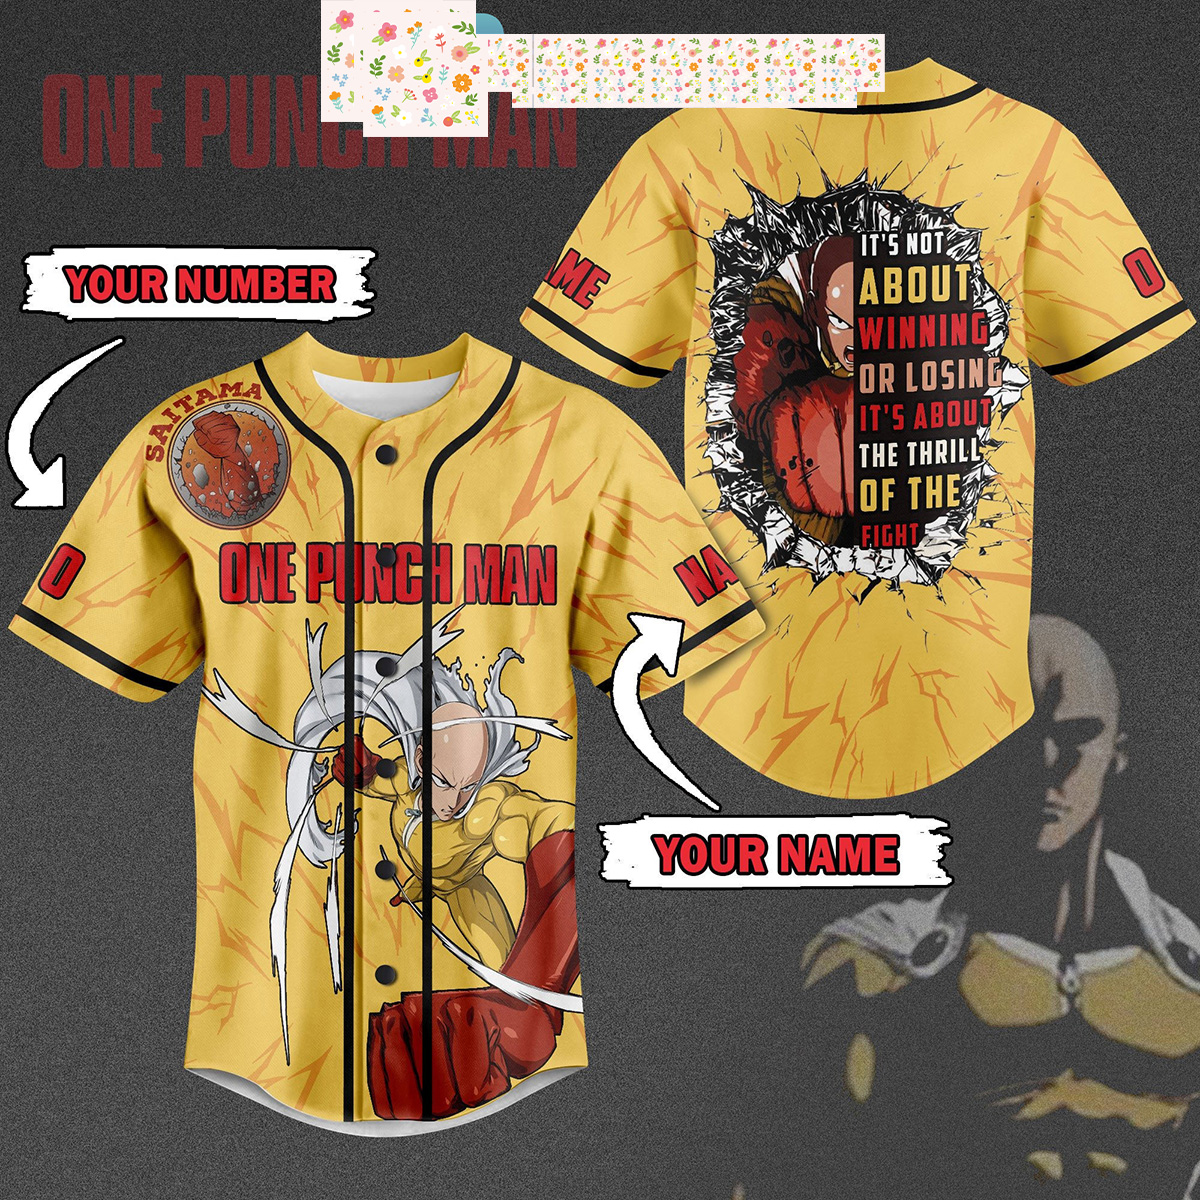 ONE PUNCH MAN
YOUR NUMBER
SAITAMA
ONE PUNCH MAN
0
NA
AME
0
IT'S NOT
ABOUT
WINNING
OR LOSING
IT'S ABOUT
THE THRILL
OF THE
FIGHT
YOUR NAME